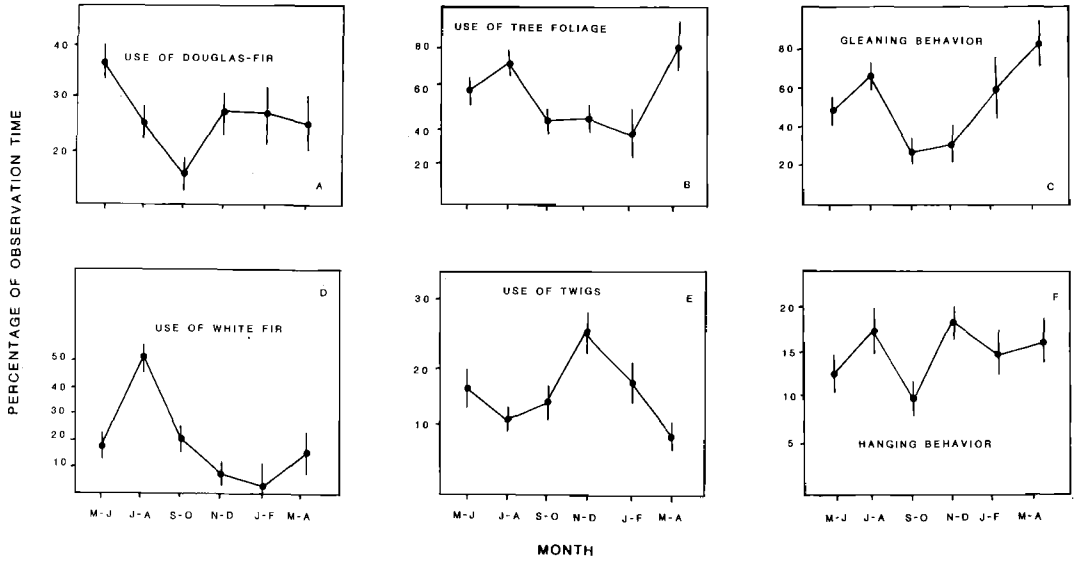 PERCENTAGE OF OBSERVATION TIME
USE OF DOUGLAS-FIR
40
30
20
A
USE OF TREE FOLIAGE
80
60
40
20
B
GLEANING BEHAVIOR
80
60
40
20
C
D
USE OF WHITE FIR
50
40
30
20
10
M-J J-A S-O N-D J-F M-A
USE OF TWIGS
E
30
20
10
M-J J-A S-O N-D J-F M-A
F
20
15
10
5
HANGING BEHAVIOR
M-J J-A S-O N-D J-F M-A
MONTH